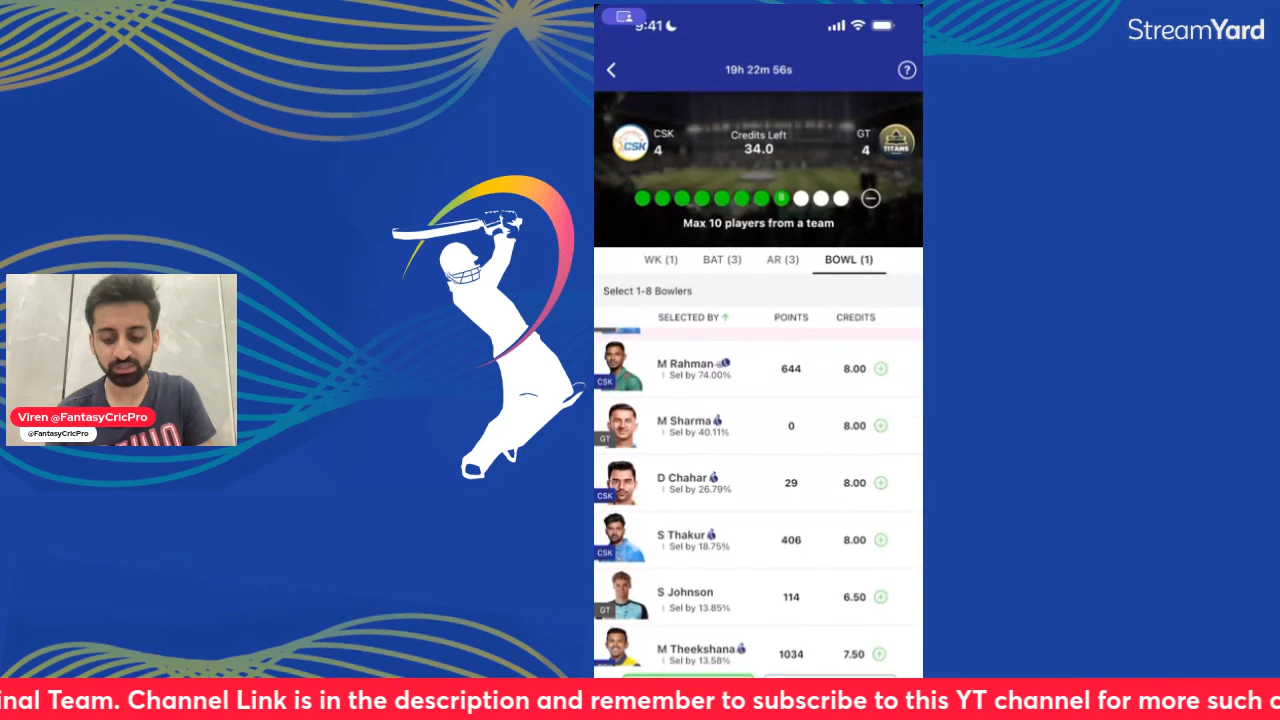 StreamYard
9:41
19h 22m 56s
?
CSK
4
Credits Left
34.0
GT
4
CSK
TITANS
8
Max 10 players from a team
WK (1)
BAT (3)
AR (3)
BOWL (1)
Select 1-8 Bowlers
SELECTED BY ↑
POINTS
CREDITS
M Rahman
Sel by 74.00%
644
8.00
CSK
M Sharma
Sel by 40.11%
0
8.00
GT
D Chahar
Sel by 26.79%
29
8.00
CSK
S Thakur
Sel by 18.75%
406
8.00
CSK
S Johnson
Sel by 13.85%
114
6.50
GT
M Theekshana
Sel by 13.58%
1034
7.50
Viren @FantasyCricPro
@FantasyCricPro
inal Team. Channel Link is in the description and remember to subscribe to this YT channel for more such c